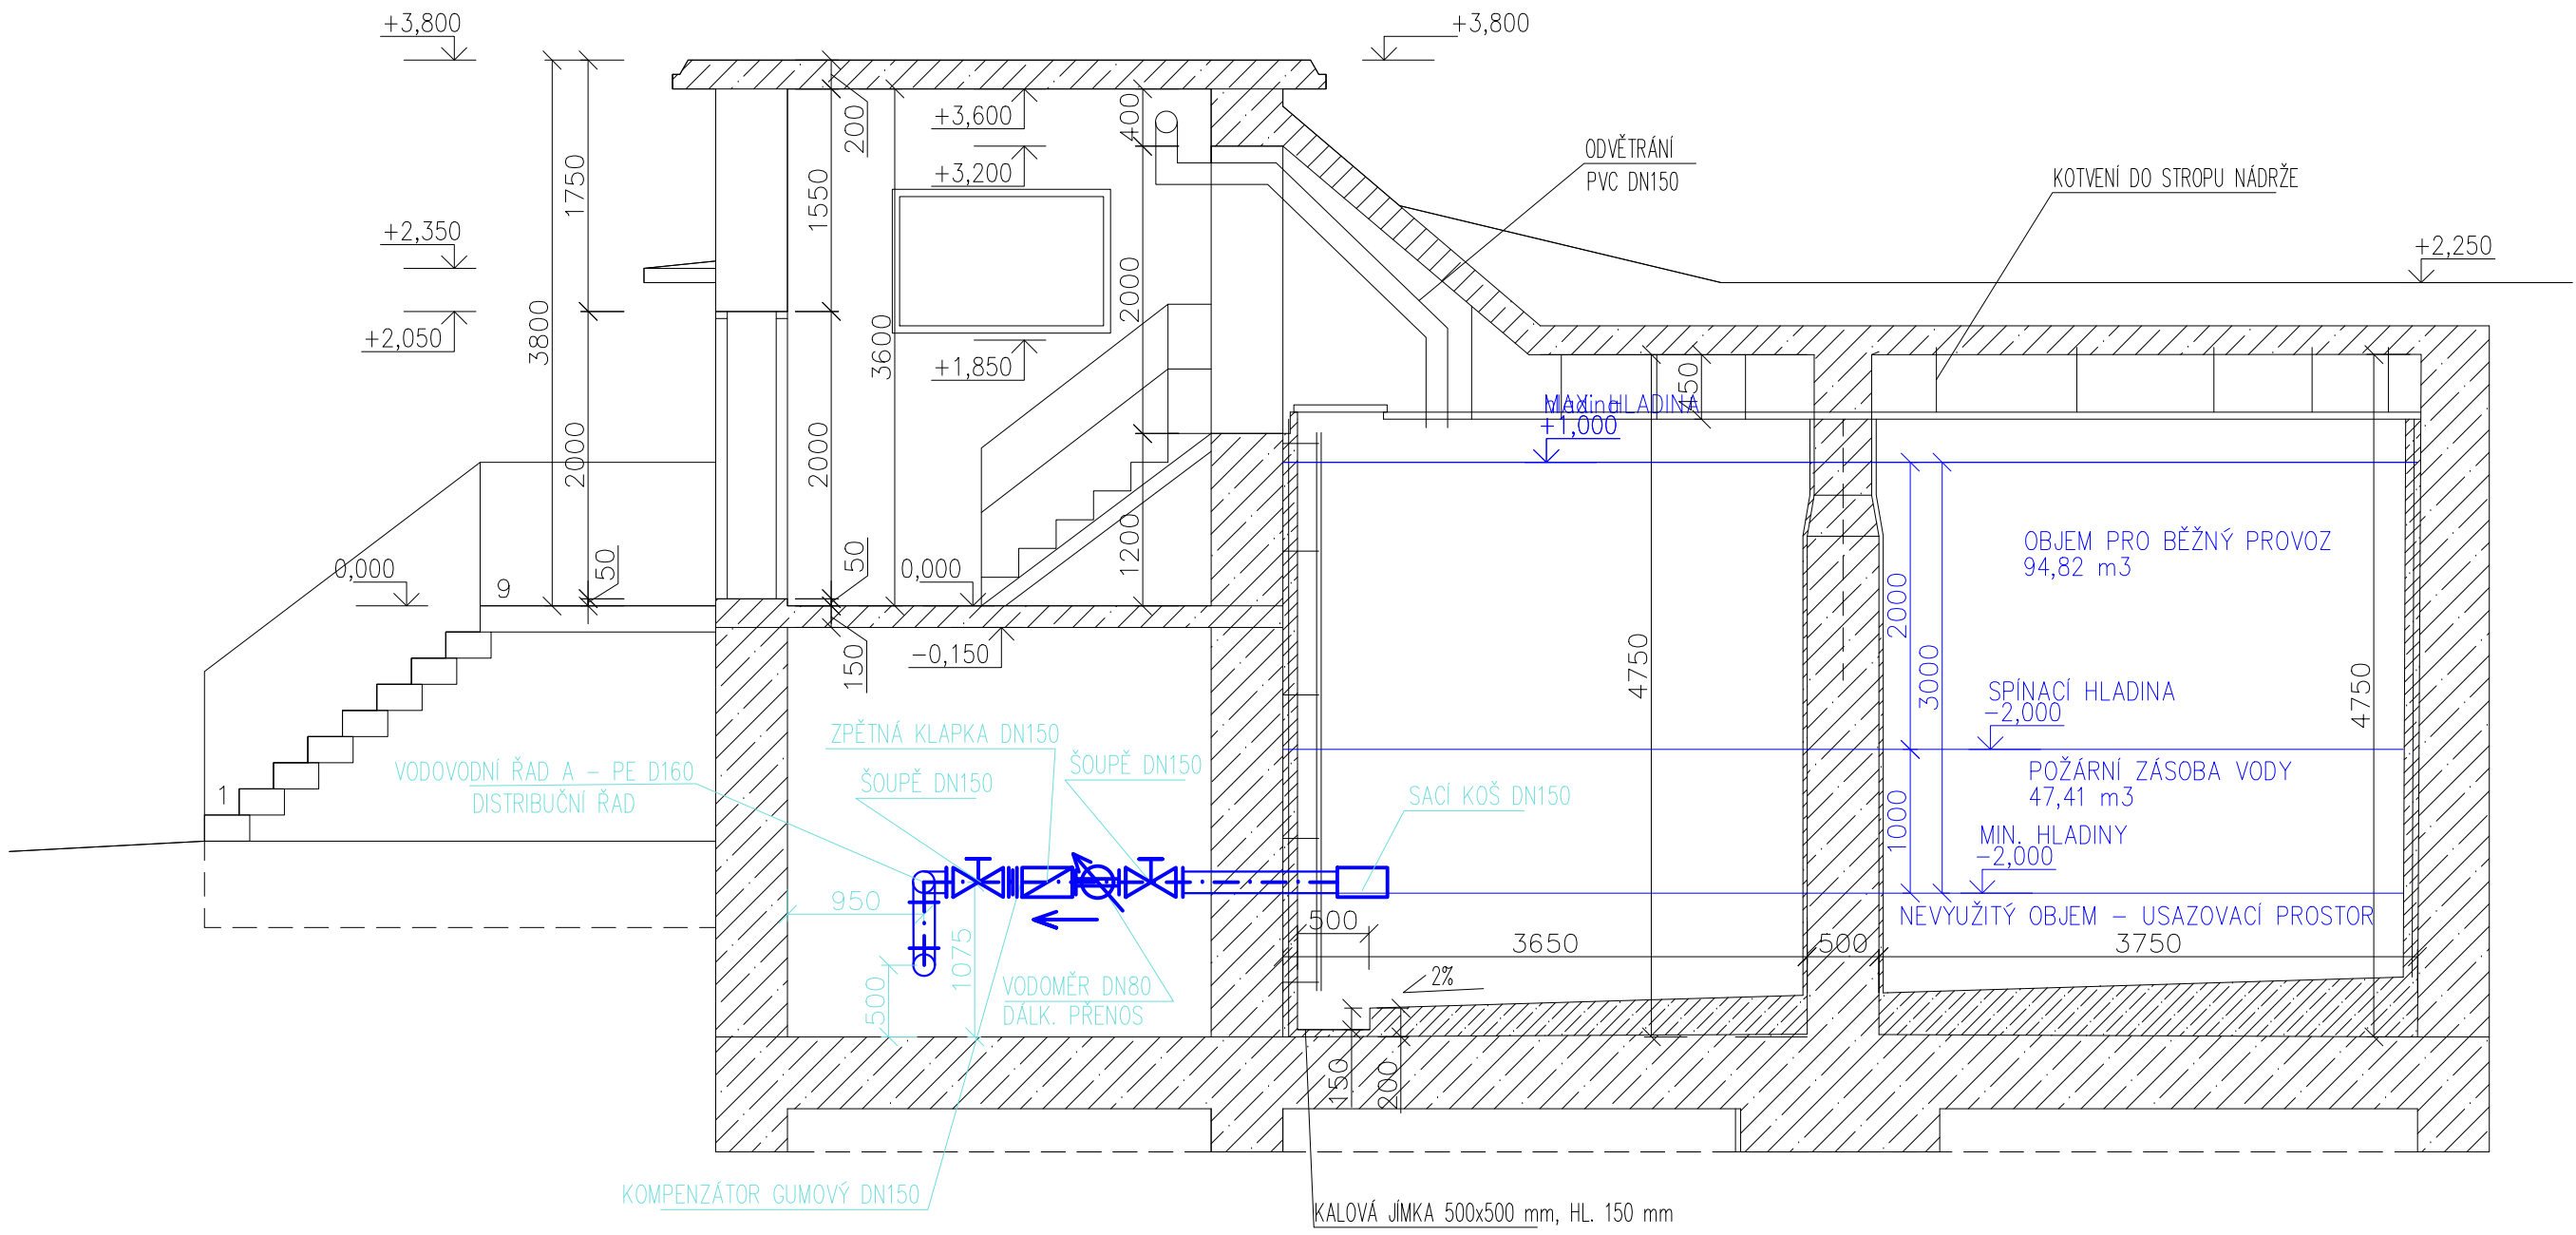 +3,800
+3,800
200
+3,600
400
ODVĚTRÁNÍ
PVC DN150
+3,200
KOTVENÍ DO STROPU NÁDRŽE
1750
1550
+2,350
+2,250
2000
3800
3600
+2,050
+1,850
450
MAX. HLADINA
+1,000
2000
2000
1200
50
50
0,000
0,000
9
OBJEM PRO BĚŽNÝ PROVOZ
94,82 m3
2000
150
-0,150
4750
3000
4750
SPÍNACÍ HLADINA
-2,000
ZPĚTNÁ KLAPKA DN150
VODOVODNÍ ŘAD A - PE D160
DISTRIBUČNÍ ŘAD
ŠOUPĚ DN150
ŠOUPĚ DN150
SACÍ KOŠ DN150
1
POŽÁRNÍ ZÁSOBA VODY
47,41 m3
1000
MIN. HLADINY
-2,000
950
500
NEVYUŽITÝ OBJEM - USAZOVACÍ PROSTOR
3650
500
3750
1075
500
2%
VODOMĚR DN80
DÁLK. PŘENOS
150
200
KOMPENZÁTOR GUMOVÝ DN150
KALOVÁ JÍMKA 500x500 mm, HL. 150 mm